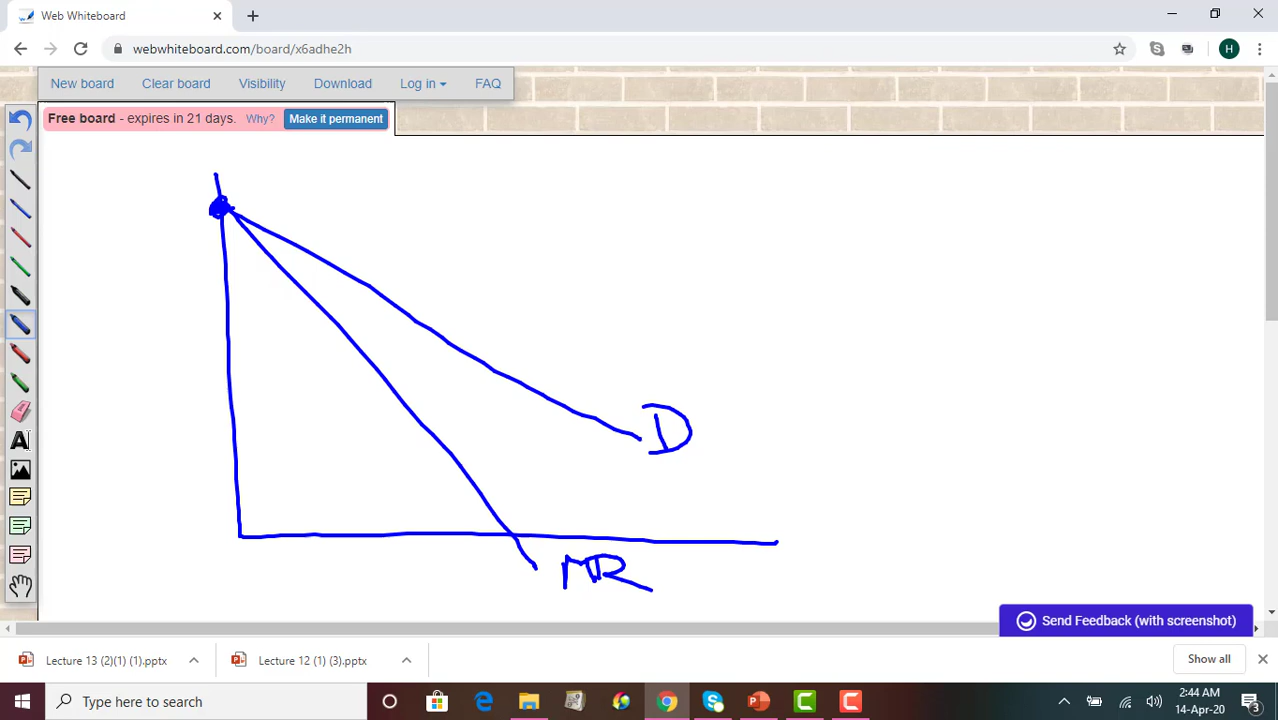 Web Whiteboard
webwhiteboard.com/board/x6adhe2h
H
New board Clear board Visibility Download Log in FAQ
Free board - expires in 21 days. Why? Make it permanent
D
MR
A
Send Feedback (with screenshot)
Lecture 13 (2)(1) (1).pptx Lecture 12 (1) (3).pptx Show all
Type here to search 2:44 AM
14-Apr-20
3